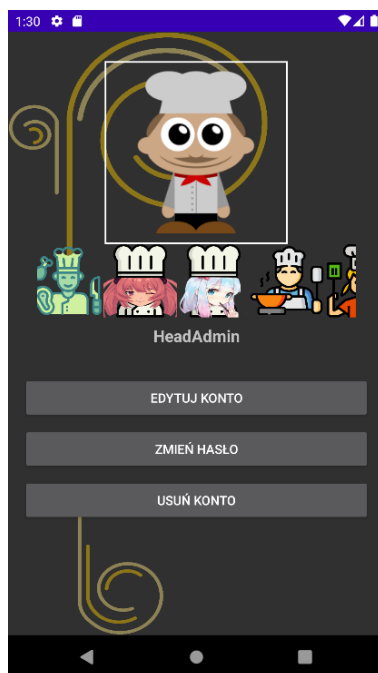 1:30
HeadAdmin
EDYTUJ KONTO
ZMIEŃ HASŁO
USUŃ KONTO